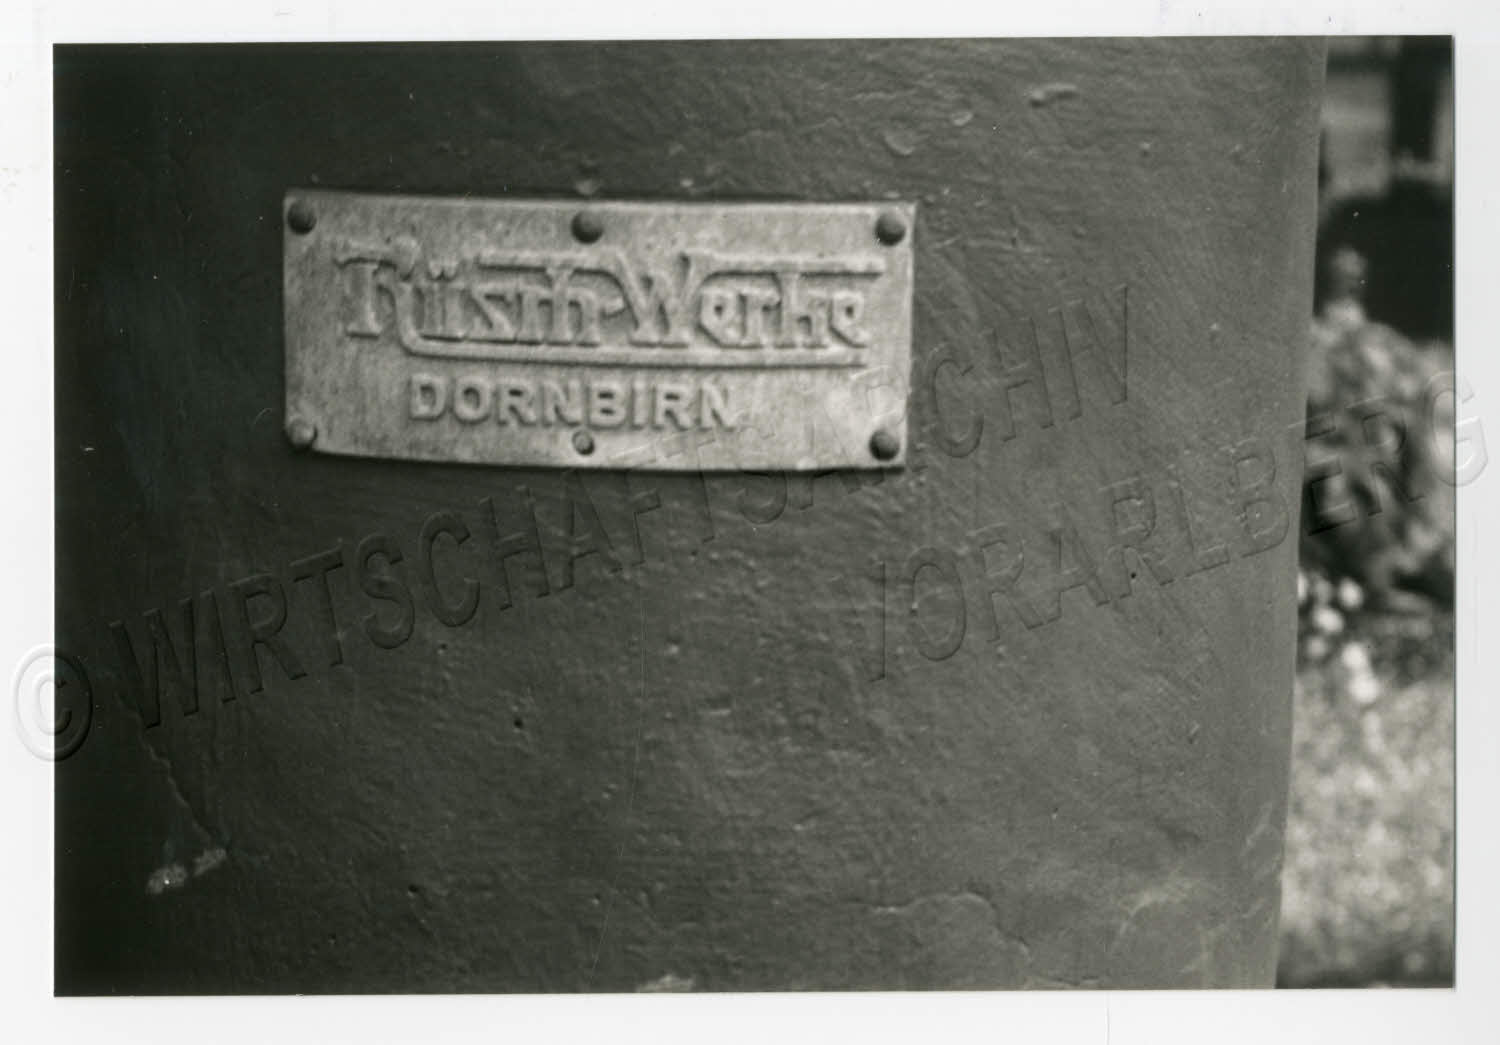 Rüsch-Werke
DORNBIRN
© WIRTSCHAFTSARCHIV
VORARLBERG